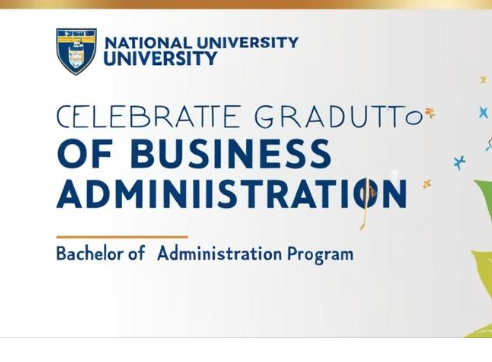 NATIONAL UNIVERSITY
UNIVERSITY
CELEBRATTE GRADUTTO
OF BUSINESS
ADMINIISTRATION
Bachelor of Administration Program